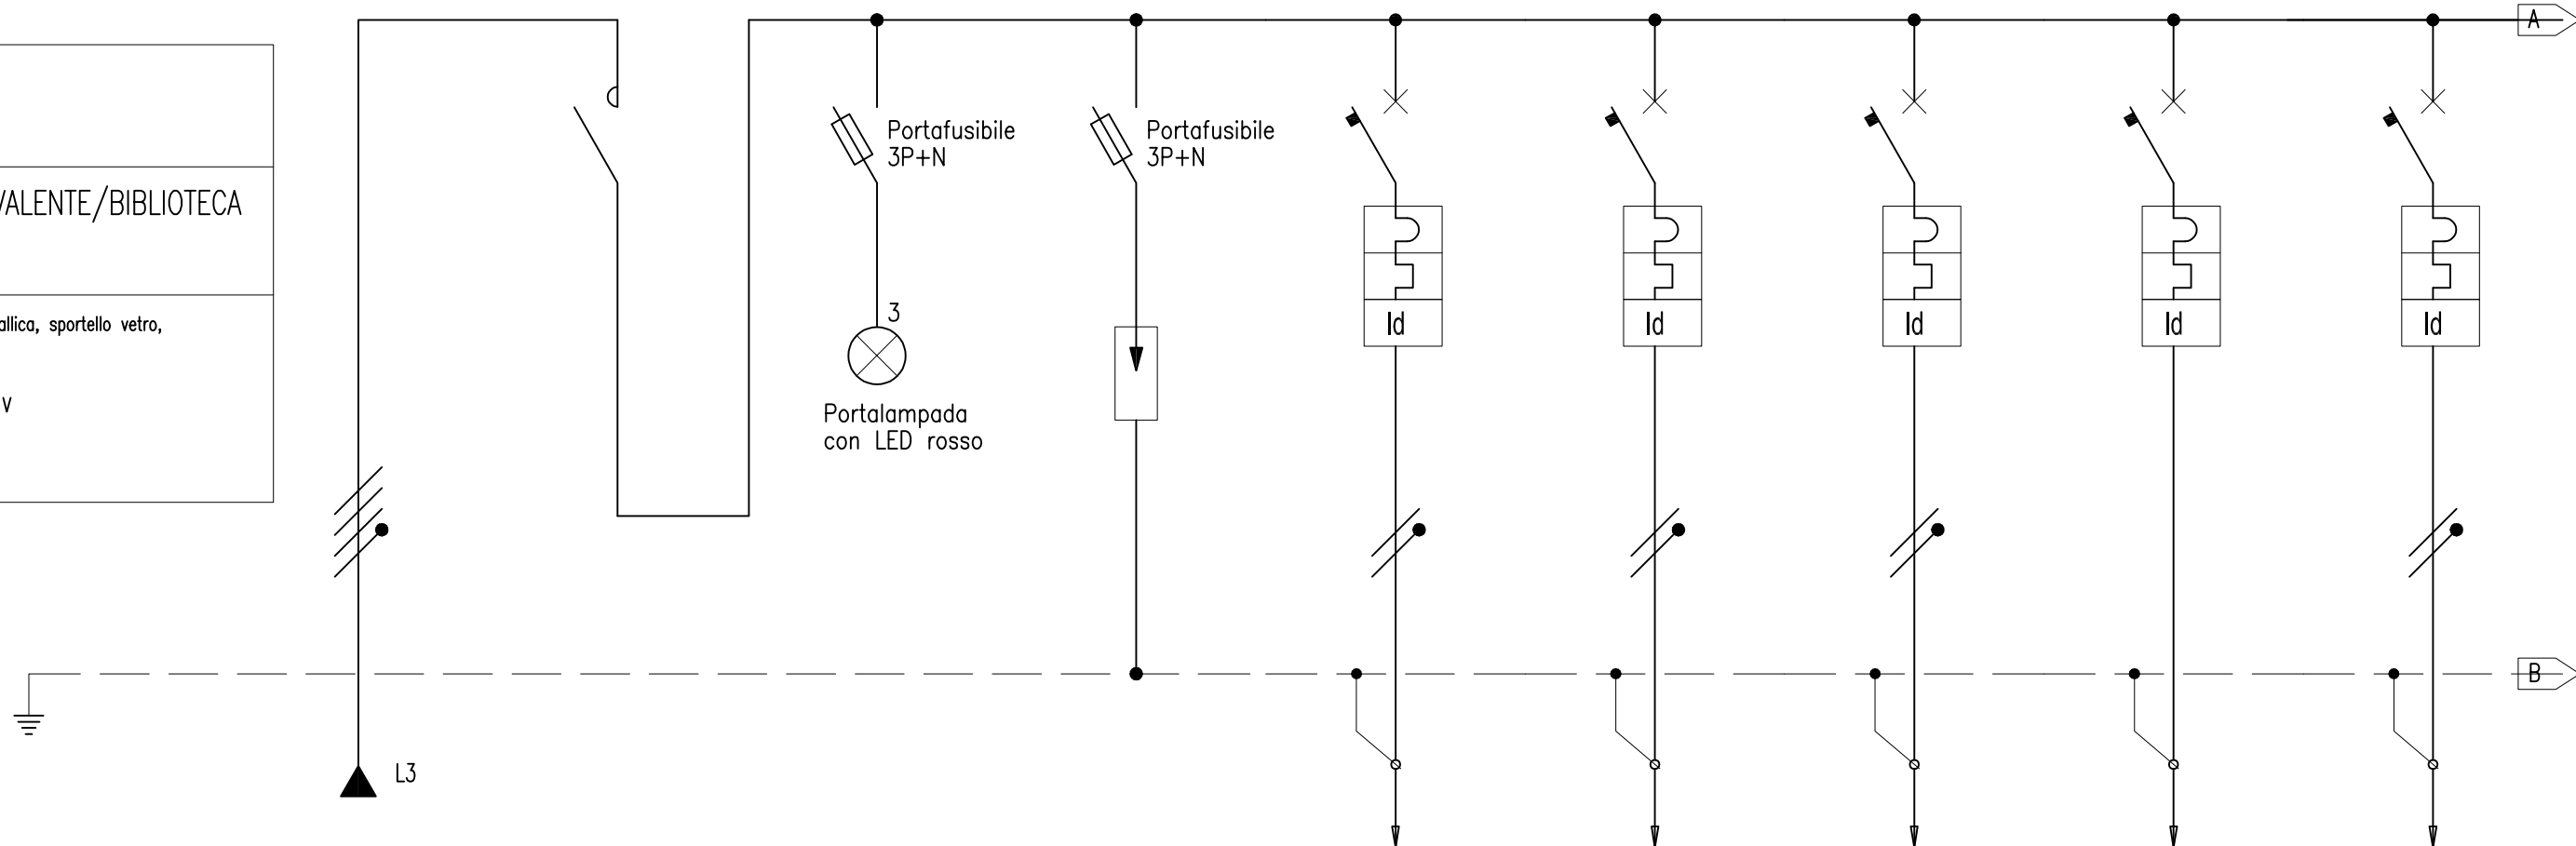 A
Portafusibile
3P+N
Portafusibile
3P+N
VALENTE/BIBLIOTECA
allica, sportello vetro,
3
Id
Id
Id
Id
Id
V
Portalampada
con LED rosso
B
L3